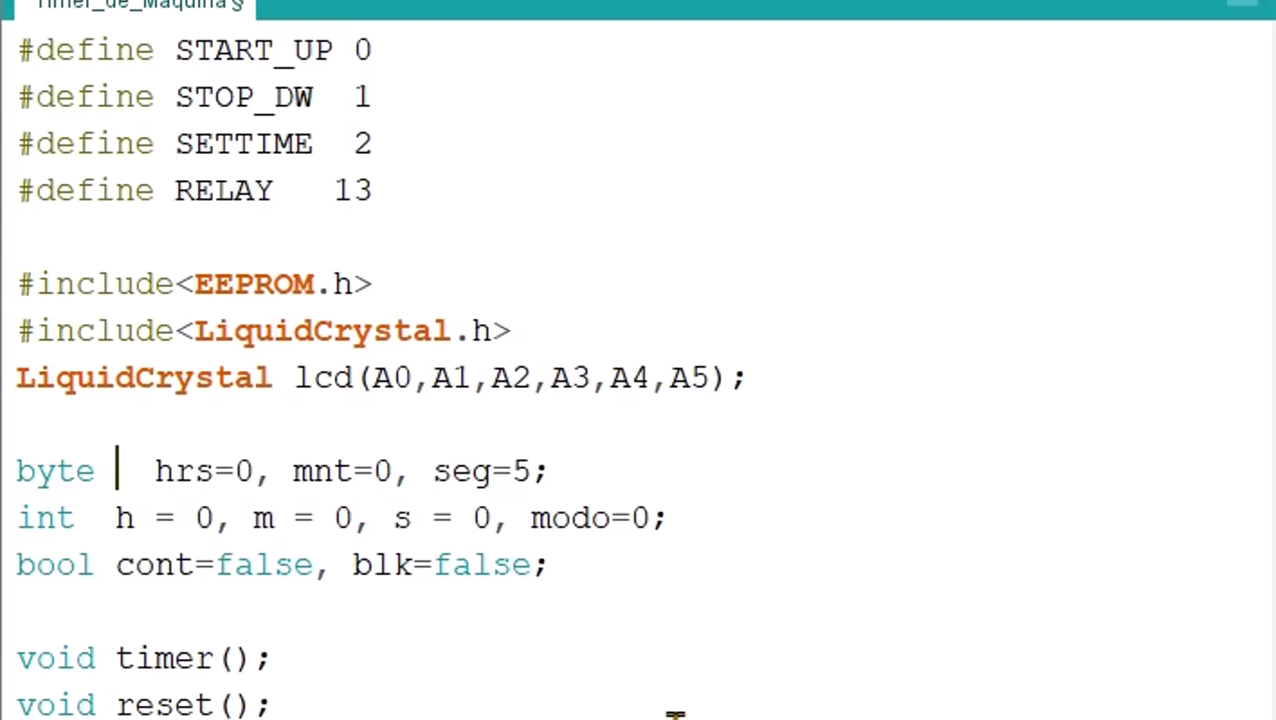 Timer_de_Maquina§
#define START_UP 0
#define STOP_DW  1
#define SETTIME  2
#define RELAY   13
#include<EEPROM.h>
#include<LiquidCrystal.h>
LiquidCrystal lcd(A0,A1,A2,A3,A4,A5);
byte   hrs=0, mnt=0, seg=5;
int  h = 0, m = 0, s = 0, modo=0;
bool cont=false, blk=false;
void timer();
void reset();